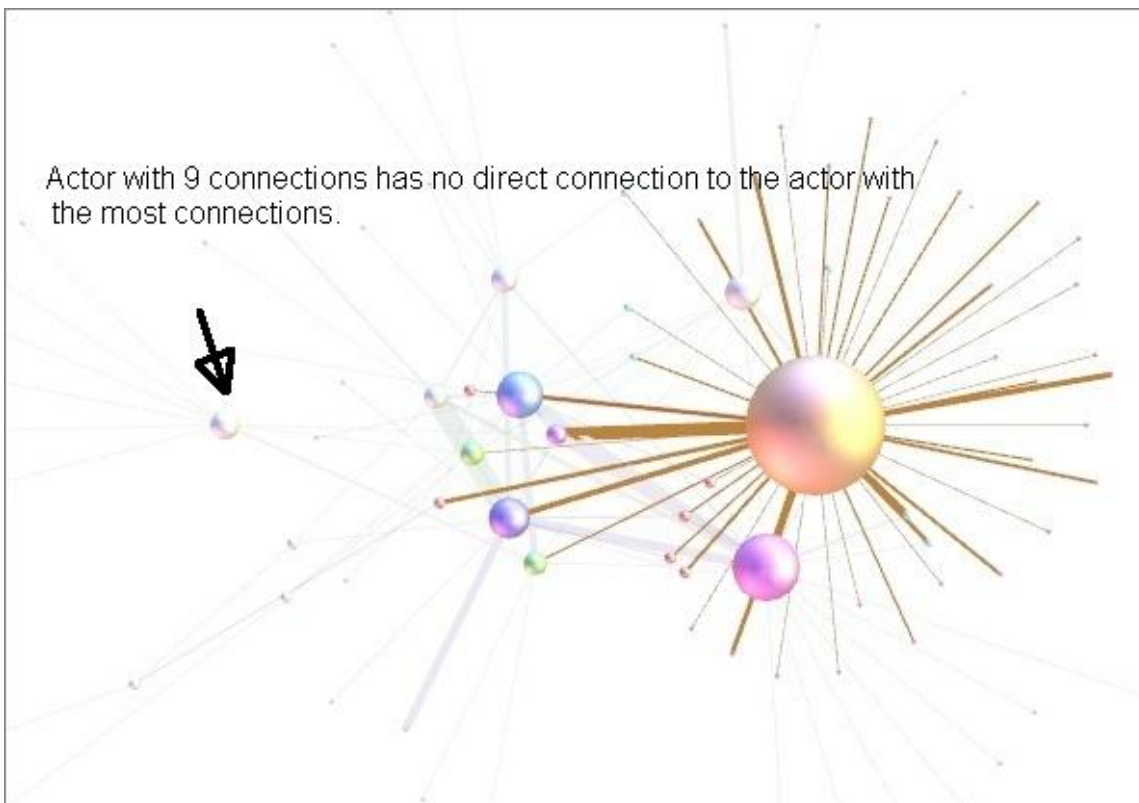 Actor with 9 connections has no direct connection to the actor with
the most connections.